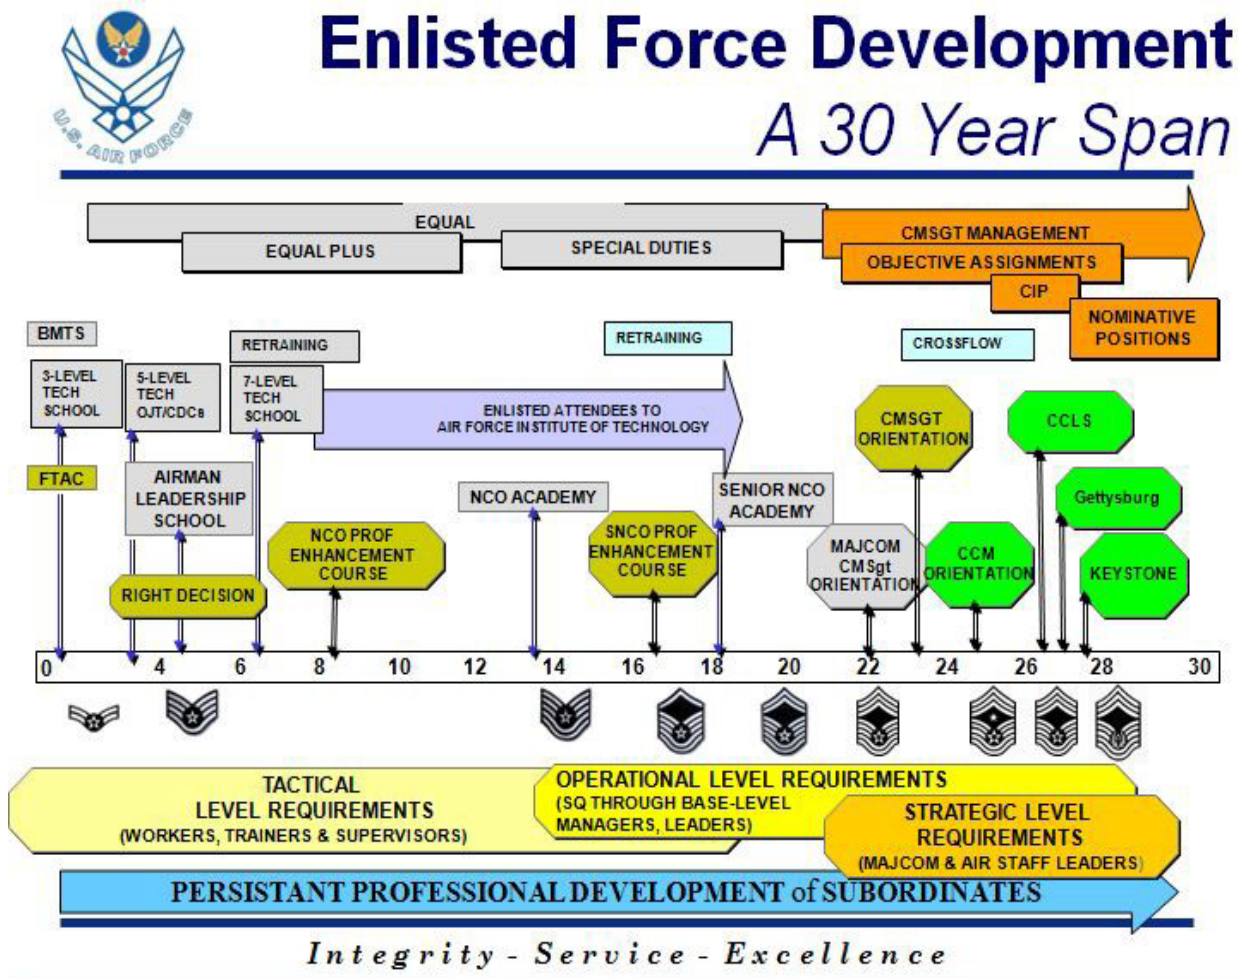 Enlisted Force Development
A 30 Year Span
U.S. AIR FORCE
EQUAL
EQUAL PLUS
SPECIAL DUTIES
CMSGT MANAGEMENT
OBJECTIVE ASSIGNMENTS
CIP
NOMINATIVE
POSITIONS
BMTS
3-LEVEL
TECH
SCHOOL
5-LEVEL
TECH
OJT/CDCs
RETRAINING
7-LEVEL
TECH
SCHOOL
RETRAINING
CROSSFLOW
ENLISTED ATTENDEES TO
AIR FORCE INSTITUTE OF TECHNOLOGY
FTAC
AIRMAN
LEADERSHIP
SCHOOL
RIGHT DECISION
NCO PROF
ENHANCEMENT
COURSE
NCO ACADEMY
SNCO PROF
ENHANCEMENT
COURSE
SENIOR NCO
ACADEMY
MAJCOM
CMSgt
ORIENTATION
CMSGT
ORIENTATION
CCM
ORIENTATION
CCLS
Gettysburg
KEYSTONE
0 4 6 8 10 12 14 16 18 20 22 24 26 28 30
TACTICAL
LEVEL REQUIREMENTS
(WORKERS, TRAINERS & SUPERVISORS)
OPERATIONAL LEVEL REQUIREMENTS
(SQ THROUGH BASE-LEVEL
MANAGERS, LEADERS)
STRATEGIC LEVEL
REQUIREMENTS
(MAJCOM & AIR STAFF LEADERS)
PERSISTANT PROFESSIONAL DEVELOPMENT of SUBORDINATES
Integrity - Service - Excellence